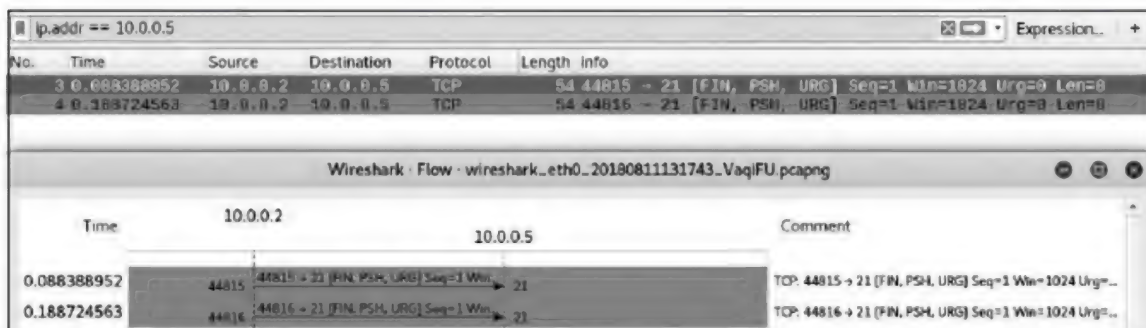 ip.addr == 10.0.0.5 Expression... +
No. Time Source Destination Protocol Length Info
3 0.088388952 10.0.0.2 10.0.0.5 TCP 54 44815 → 21 [FIN, PSH, URG] Seq=1 Win=1024 Urg=0 Len=0
4 0.188724563 10.0.0.2 10.0.0.5 TCP 54 44816 → 21 [FIN, PSH, URG] Seq=1 Win=1024 Urg=0 Len=0
Wireshark · Flow · wireshark_eth0_20180811131743_VaqiFU.pcapng
Time 10.0.0.2 10.0.0.5 Comment
0.088388952 44815 44815 → 21 [FIN, PSH, URG] Seq=1 Win... 21 TCP: 44815 → 21 [FIN, PSH, URG] Seq=1 Win=1024 Urg=...
0.188724563 44816 44816 → 21 [FIN, PSH, URG] Seq=1 Win... 21 TCP: 44816 → 21 [FIN, PSH, URG] Seq=1 Win=1024 Urg=...